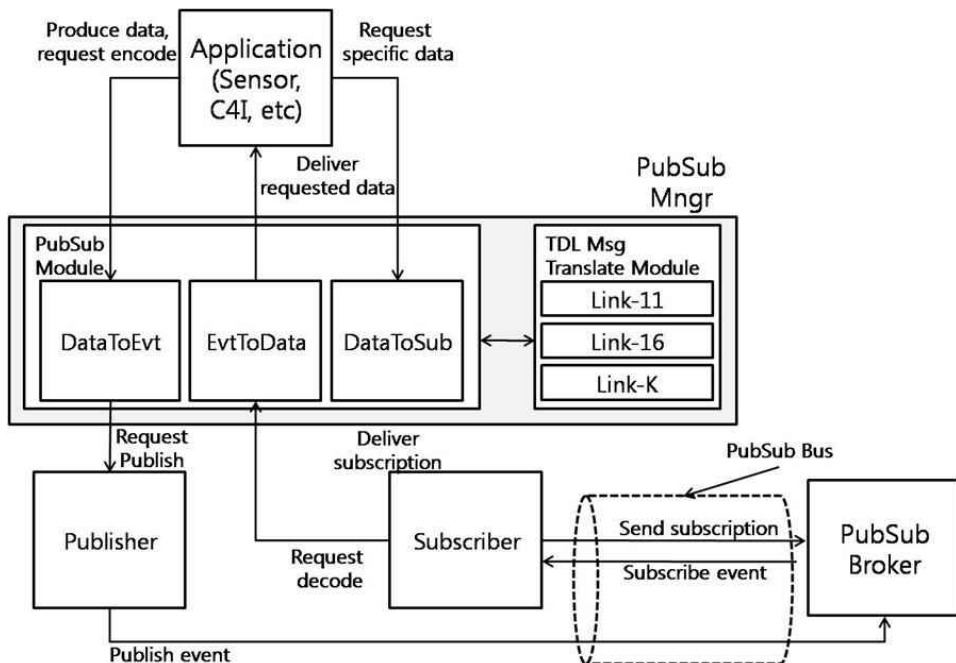 Produce data,
request encode
Application
(Sensor,
C4I, etc)
Request
specific data
Deliver
requested data
PubSub
Mngr
PubSub
Module
DataToEvt
EvtToData
DataToSub
TDL Msg
Translate Module
Link-11
Link-16
Link-K
Request
Publish
Deliver
subscription
PubSub Bus
Publisher
Request
decode
Subscriber
Send subscription
Subscribe event
PubSub
Broker
Publish event